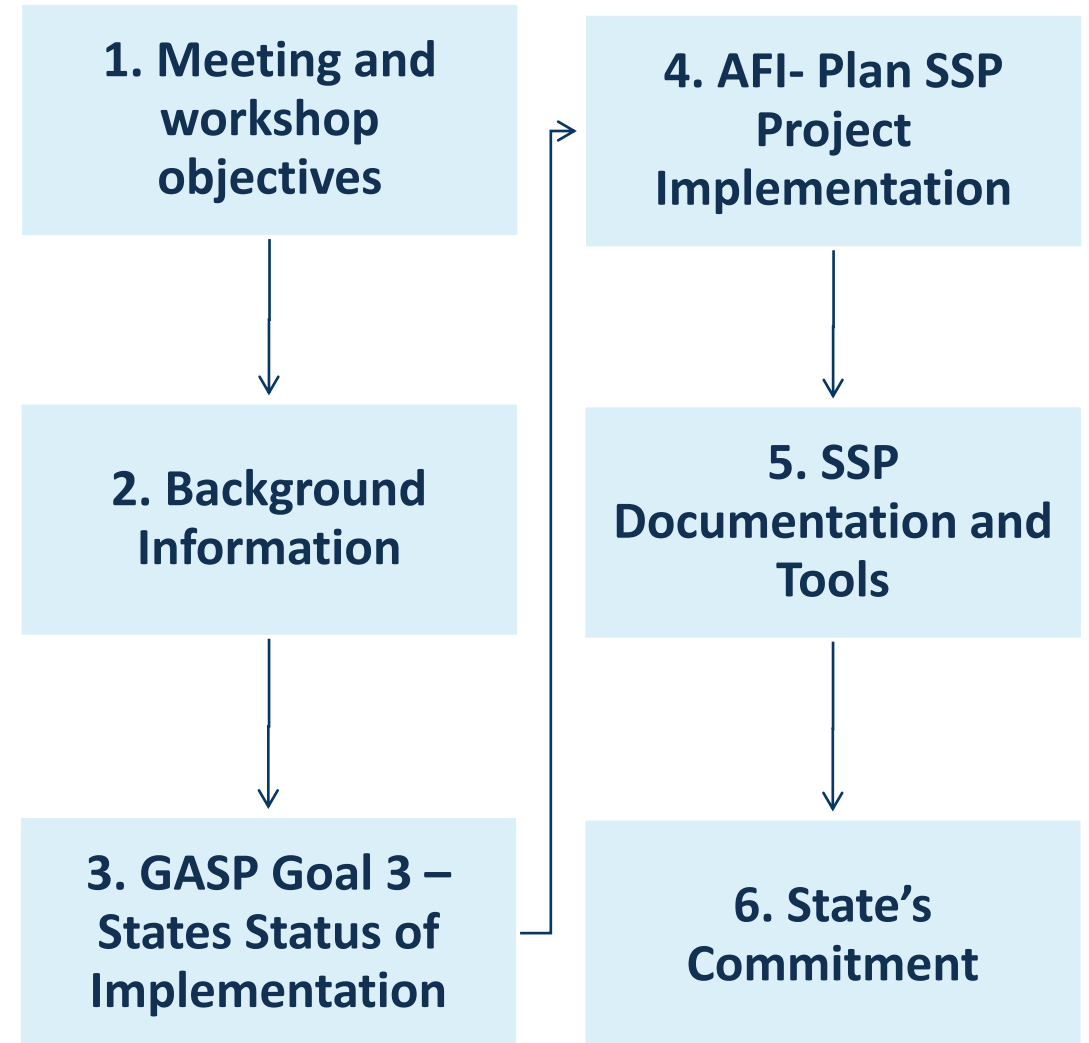 1. Meeting and
workshop
objectives
2. Background
Information
3. GASP Goal 3 –
States Status of
Implementation
4. AFI- Plan SSP
Project
Implementation
5. SSP
Documentation and
Tools
6. State’s
Commitment